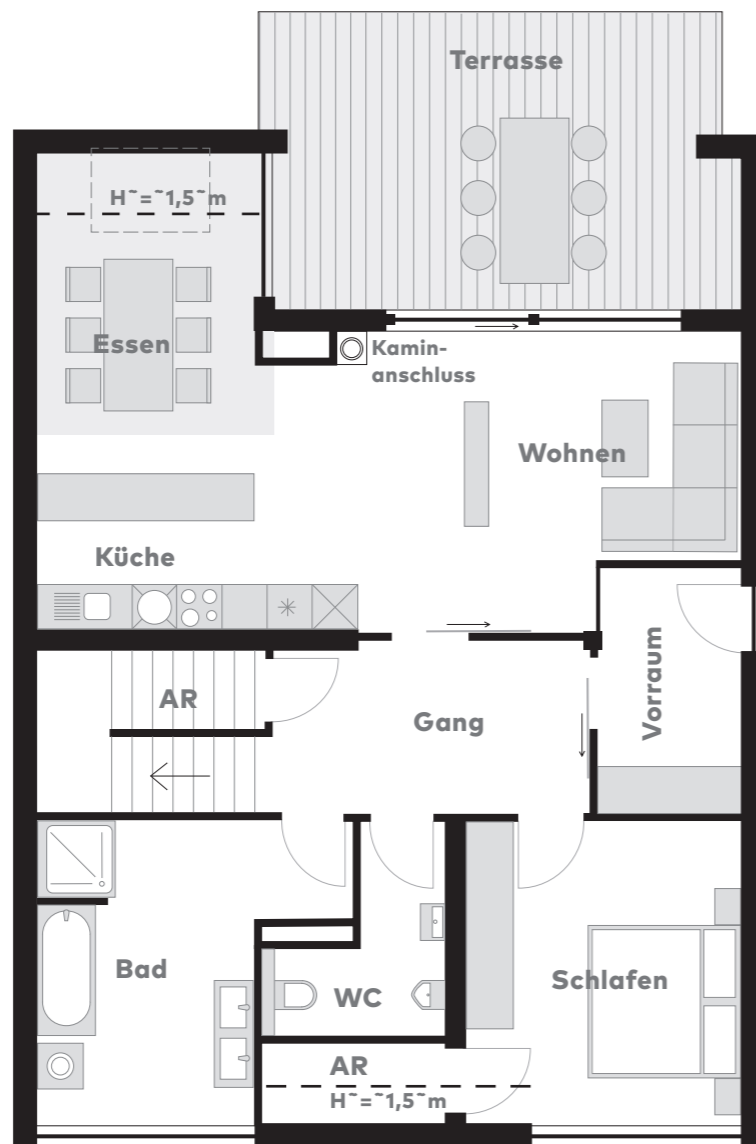 Terrasse
H~=~1,5~m
Essen
Kamin-
anschluss
Wohnen
Küche
AR
Gang
Vorraum
Bad
WC
Schlafen
AR
H~=~1,5~m